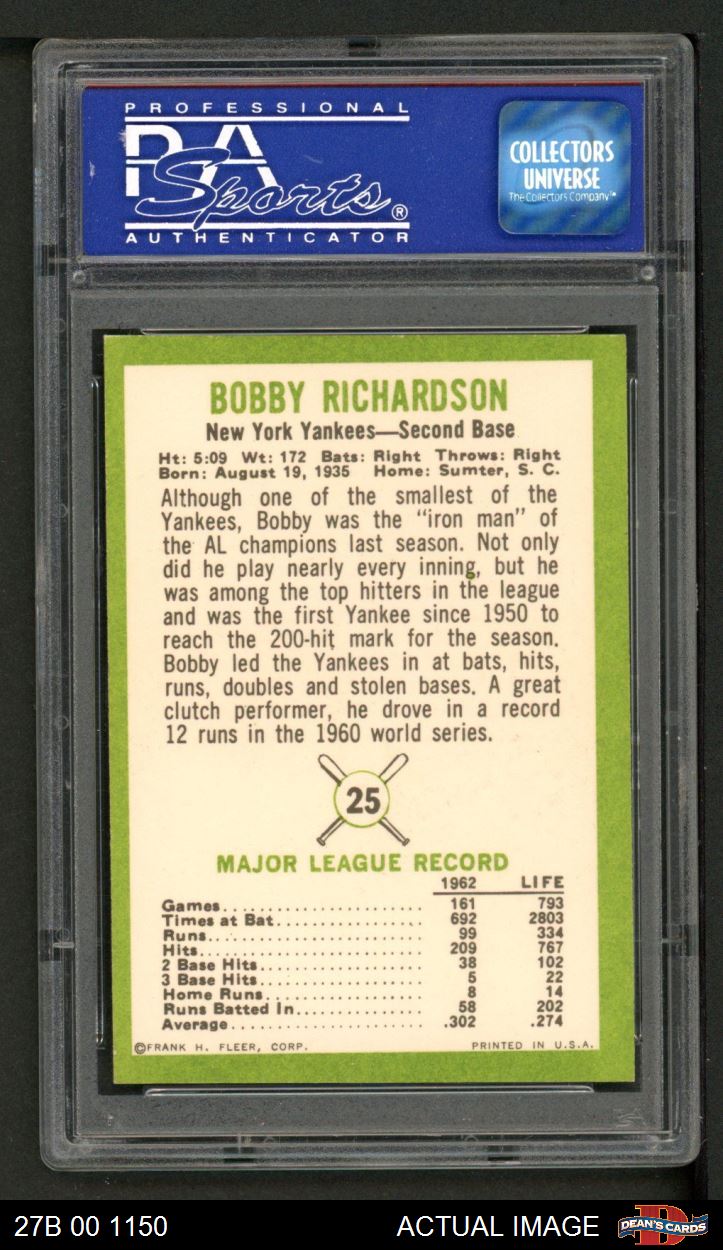 PROFESSIONAL
PSA
Sports®
AUTHENTICATOR
COLLECTORS
UNIVERSE
The Collectors Company™
BOBBY RICHARDSON
New York Yankees—Second Base
Ht: 5:09 Wt: 172 Bats: Right Throws: Right
Born: August 19, 1935 Home: Sumter, S. C.
Although one of the smallest of the
Yankees, Bobby was the “iron man” of
the AL champions last season. Not only
did he play nearly every inning, but he
was among the top hitters in the league
and was the first Yankee since 1950 to
reach the 200-hit mark for the season.
Bobby led the Yankees in at bats, hits,
runs, doubles and stolen bases. A great
clutch performer, he drove in a record
12 runs in the 1960 world series.
25
MAJOR LEAGUE RECORD
1962 LIFE
Games 161 793
Times at Bat 692 2803
Runs 99 334
Hits 209 767
2 Base Hits 38 102
3 Base Hits 5 22
Home Runs 8 14
Runs Batted In 58 202
Average .302 .274
©FRANK H. FLEER, CORP. PRINTED IN U.S.A.
27B 00 1150 ACTUAL IMAGE DEAN'S CARDS